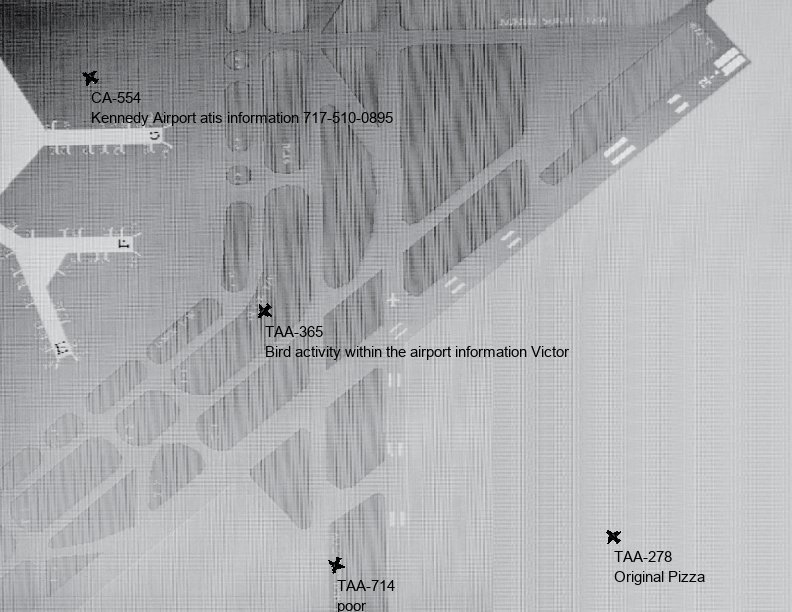 CA-554
Kennedy Airport atis information 717-510-0895
TAA-365
Bird activity within the airport information Victor
TAA-278
Original Pizza
TAA-714
poor